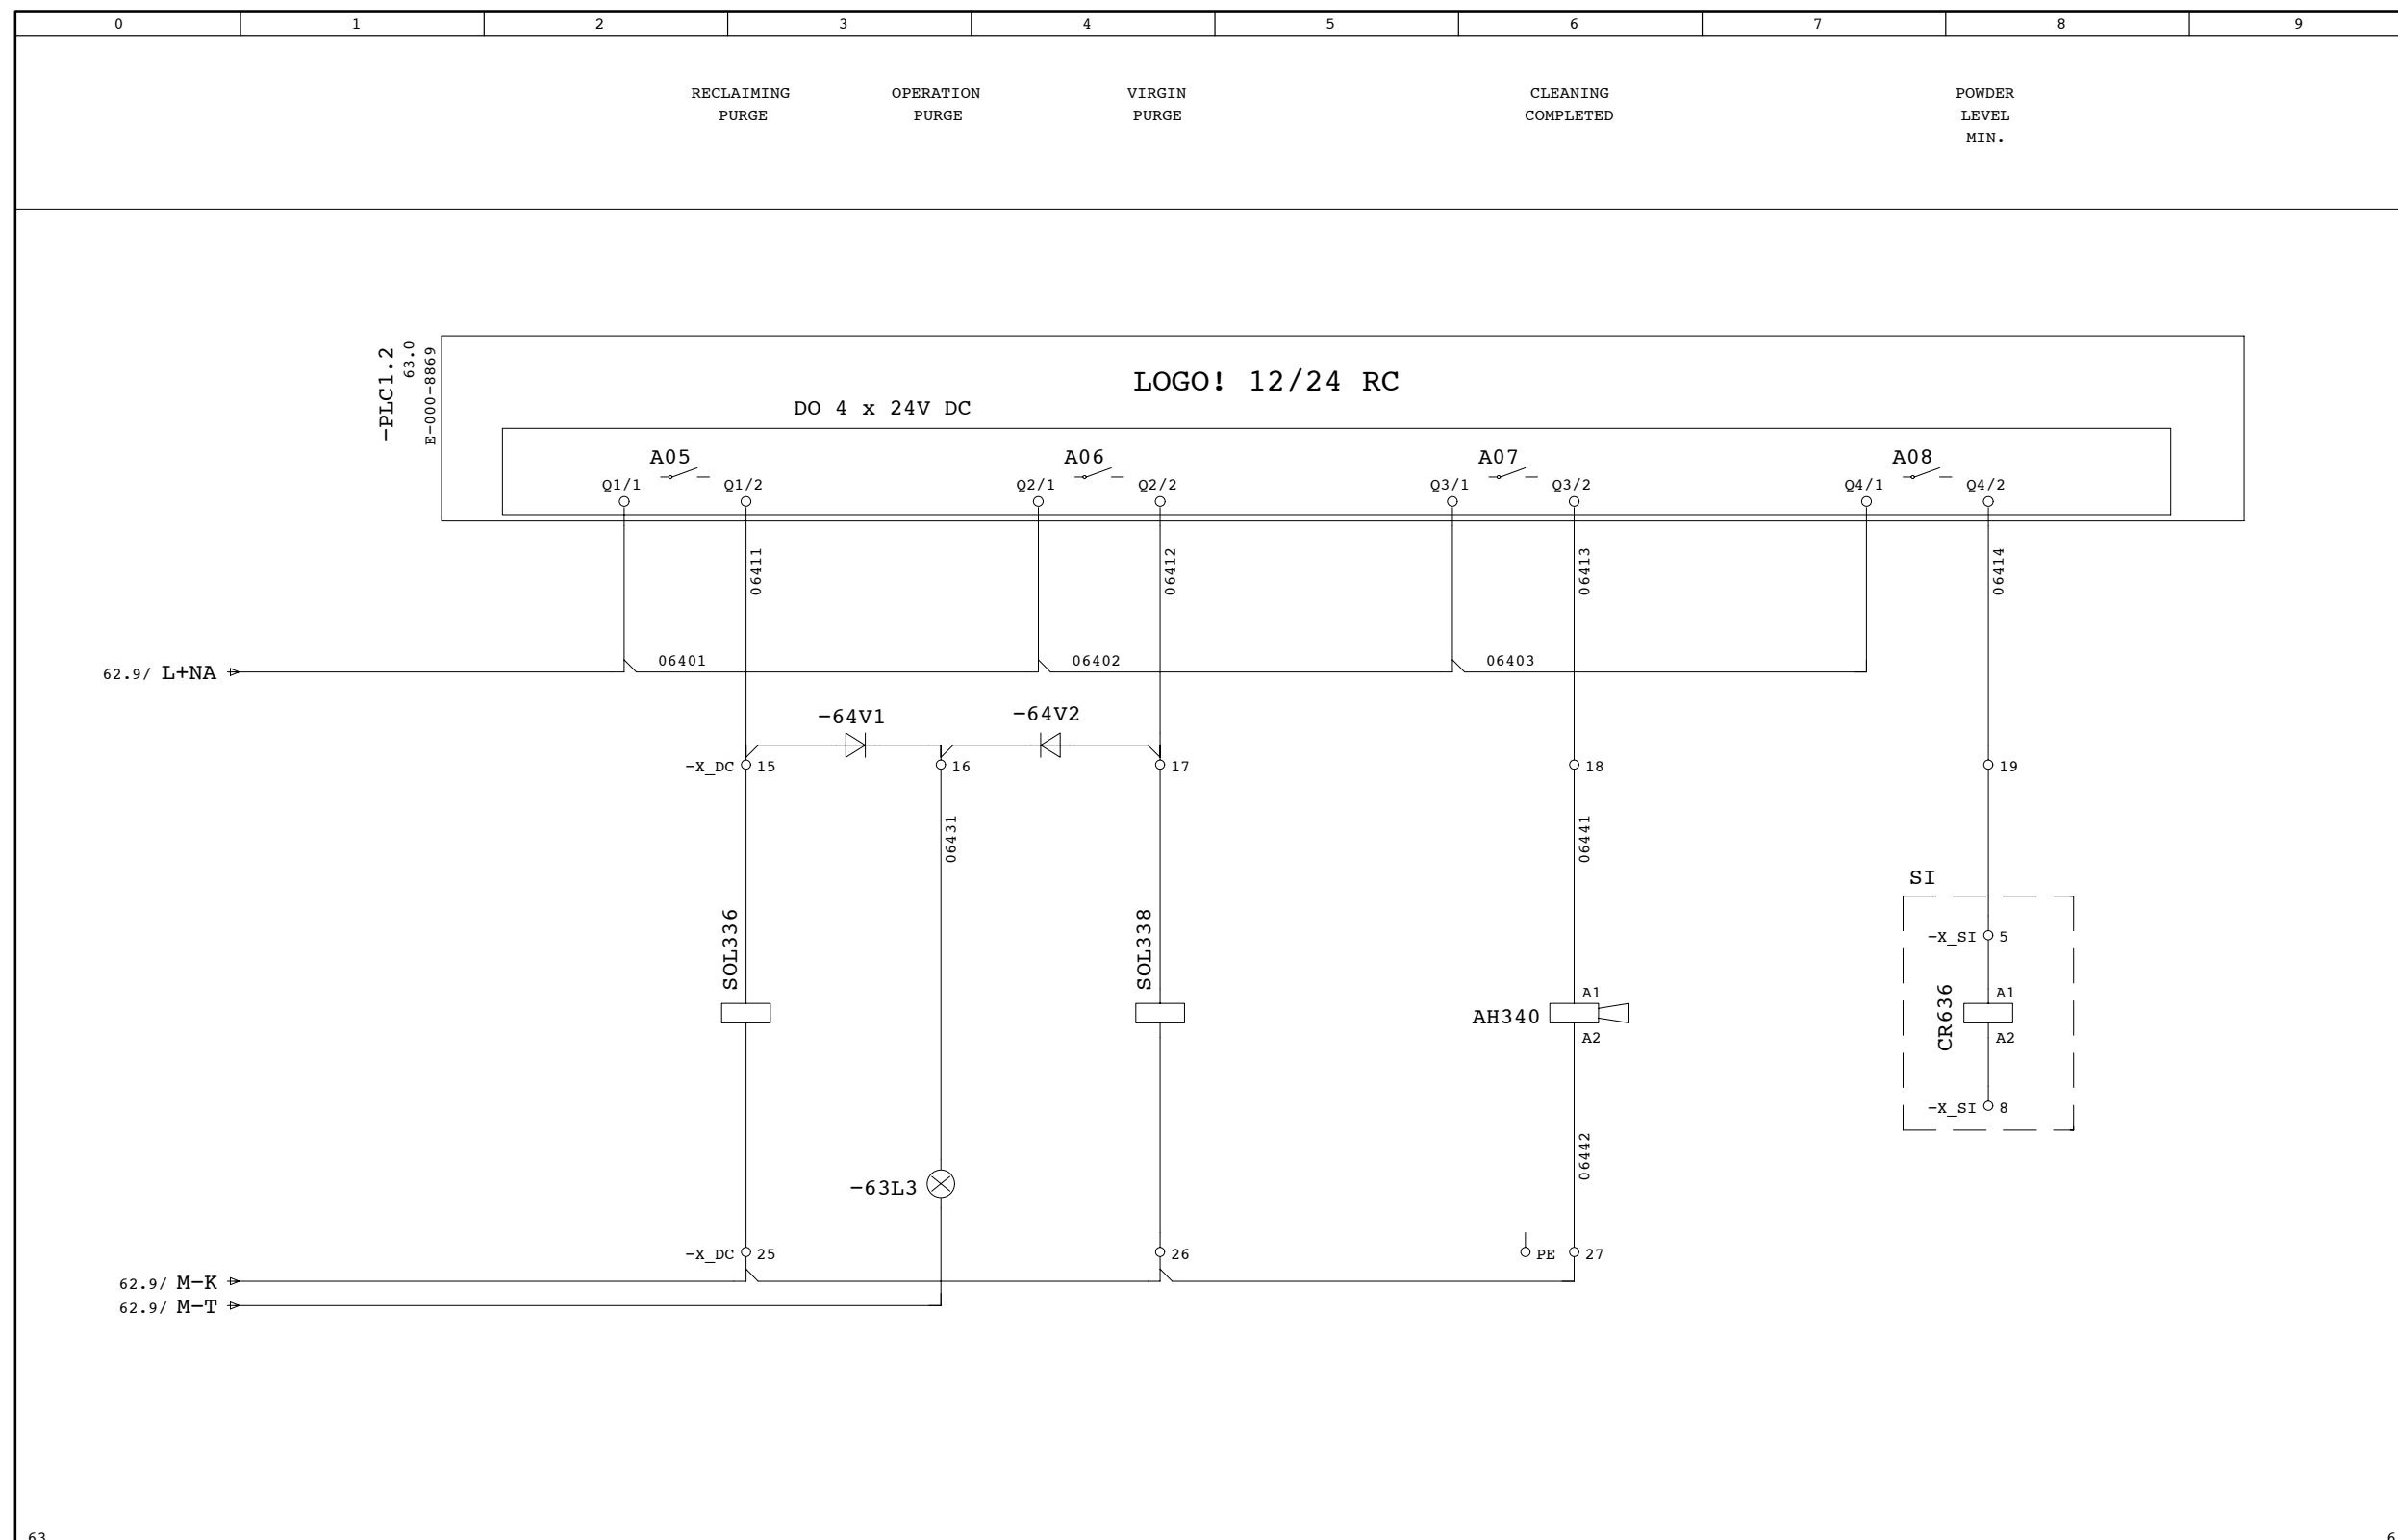 0 1 2 3 4 5 6 7 8 9
RECLAIMING
PURGE
OPERATION
PURGE
VIRGIN
PURGE
CLEANING
COMPLETED
POWDER
LEVEL
MIN.
-PLC1.2
63.0
E-000-8869
LOGO! 12/24 RC
DO 4 x 24V DC
A05 A06 A07 A08
Q1/1 Q1/2 Q2/1 Q2/2 Q3/1 Q3/2 Q4/1 Q4/2
06411 06412 06413 06414
62.9/ L+NA 06401 06402 06403
-64V1 -64V2
-X_DC 15 16 17 18 19
06431 06441
SI
SOL336 SOL338
-X_SI 5
A1 A1
AH340 CR636
A2 A2
-X_SI 8
06442
-63L3
-X_DC 25 26 PE 27
62.9/ M-K
62.9/ M-T
63 6